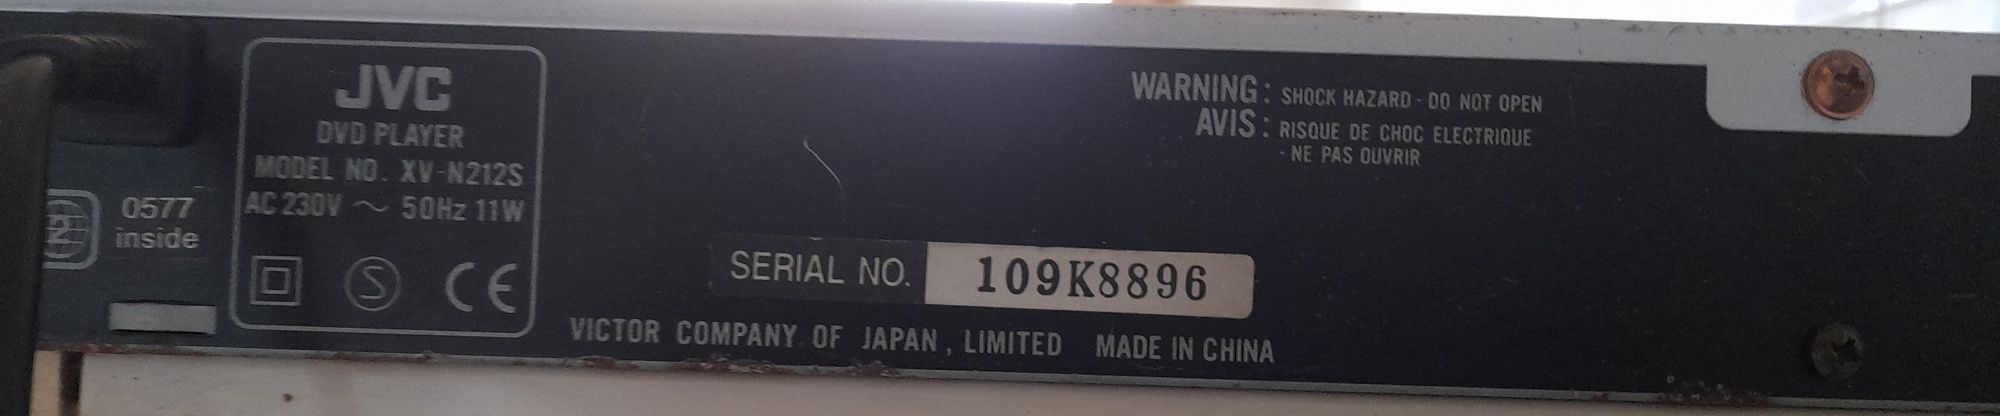 JVC
DVD PLAYER
MODEL NO. XV-N212S
AC 230V ~ 50Hz 11W
S
CE
2
0577
inside
WARNING: SHOCK HAZARD - DO NOT OPEN
AVIS: RISQUE DE CHOC ELECTRIQUE
- NE PAS OUVRIR
SERIAL NO. 109K8896
VICTOR COMPANY OF JAPAN, LIMITED MADE IN CHINA